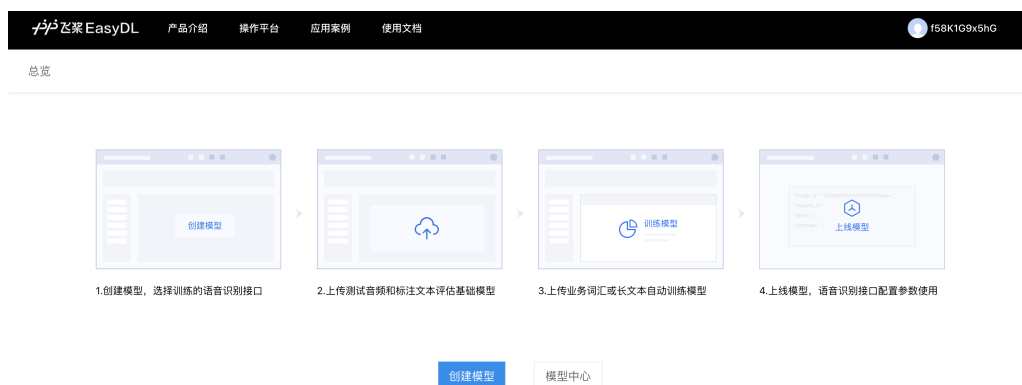 飞桨 EasyDL 产品介绍 操作平台 应用案例 使用文档 f58K1G9x5hG
总览
创建模型
训练模型
上线模型
1.创建模型，选择训练的语音识别接口
2.上传测试音频和标注文本评估基础模型
3.上传业务词汇或长文本自动训练模型
4.上线模型，语音识别接口配置参数使用
创建模型 模型中心